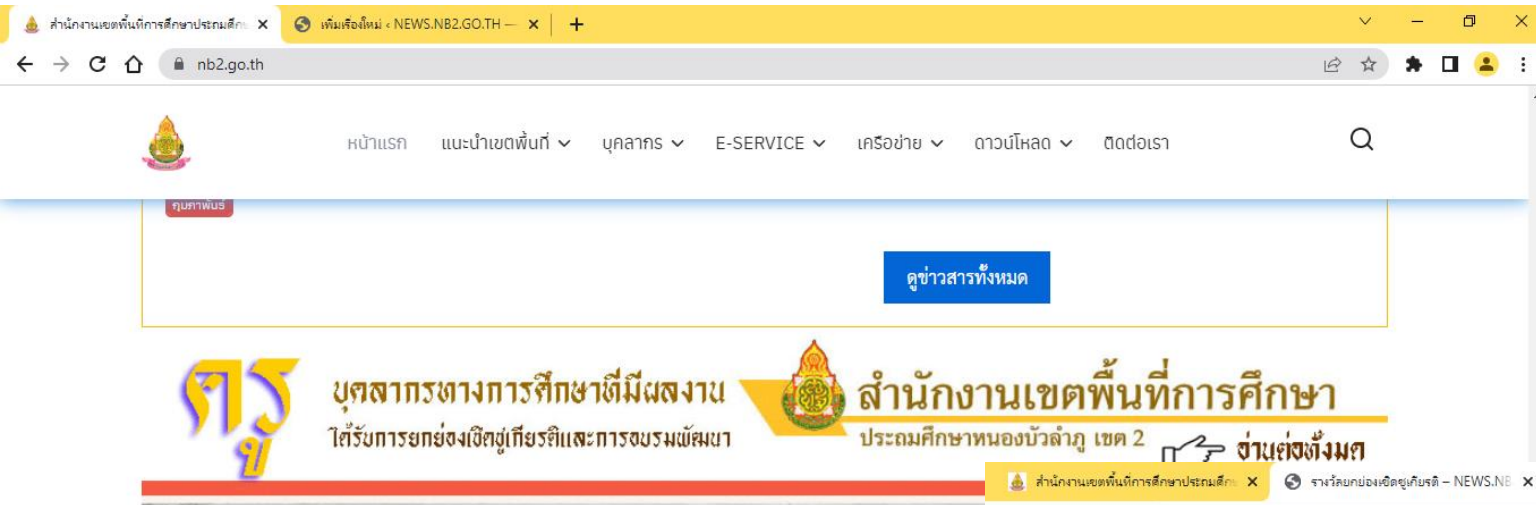 สำนักงานเขตพื้นที่การศึกษาประถมศึกษ
เพิ่มเรื่องใหม่ ‹ NEWS.NB2.GO.TH —
nb2.go.th
หน้าแรก แนะนำเขตพื้นที่ บุคลากร E-SERVICE เครือข่าย ดาวน์โหลด ติดต่อเรา
กุมภาพันธ์
ดูข่าวสารทั้งหมด
ครู
บุคลากรทางการศึกษาที่มีผลงาน
ได้รับการยกย่องเชิดชูเกียรติและการอบรมพัฒนา
สำนักงานเขตพื้นที่การศึกษา
ประถมศึกษาหนองบัวลำภู เขต 2
อ่านต่อทั้งมด
สำนักงานเขตพื้นที่การศึกษาประถมศึกษ
รางวัลยกย่องเชิดชูเกียรติ – NEWS.NB